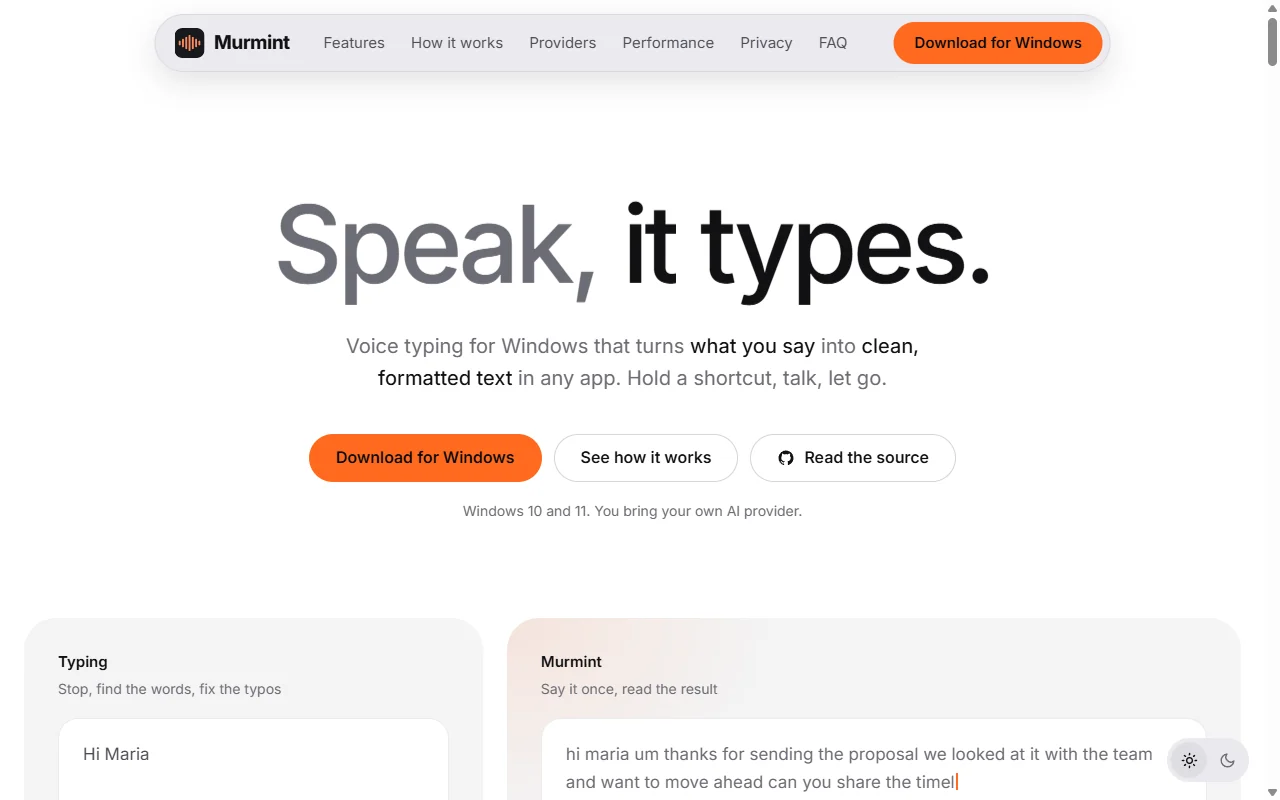 Murmint
Features
How it works
Providers
Performance
Privacy
FAQ
Download for Windows
Speak, it types.
Voice typing for Windows that turns what you say into clean,
formatted text in any app. Hold a shortcut, talk, let go.
Download for Windows
See how it works
Read the source
Windows 10 and 11. You bring your own AI provider.
Typing
Stop, find the words, fix the typos
Hi Maria
Murmint
Say it once, read the result
hi maria um thanks for sending the proposal we looked at it with the team
and want to move ahead can you share the timel